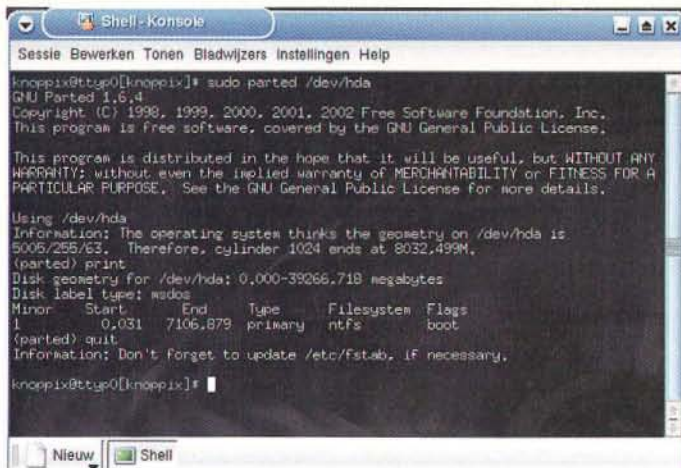 Shell - Konsole
Sessie Bewerken Tonen Bladwijzers Instellingen Help
knoppix@ttyp0[knoppix]# sudo parted /dev/hda
GNU Parted 1.6.4
Copyright (C) 1998, 1999, 2000, 2001, 2002 Free Software Foundation, Inc.
This program is free software, covered by the GNU General Public License.
This program is distributed in the hope that it will be useful, but WITHOUT ANY
WARRANTY; without even the implied warranty of MERCHANTABILITY or FITNESS FOR A
PARTICULAR PURPOSE. See the GNU General Public License for more details.
Using /dev/hda
Information: The operating system thinks the geometry on /dev/hda is
5005/255/63. Therefore, cylinder 1024 ends at 8032.499M.
(parted) print
Disk geometry for /dev/hda: 0.000-39266.718 megabytes
Disk label type: msdos
Minor Start End Type Filesystem Flags
1 0.031 7106.879 primary ntfs boot
(parted) quit
Information: Don't forget to update /etc/fstab, if necessary.
knoppix@ttyp0[knoppix]#
Nieuw Shell